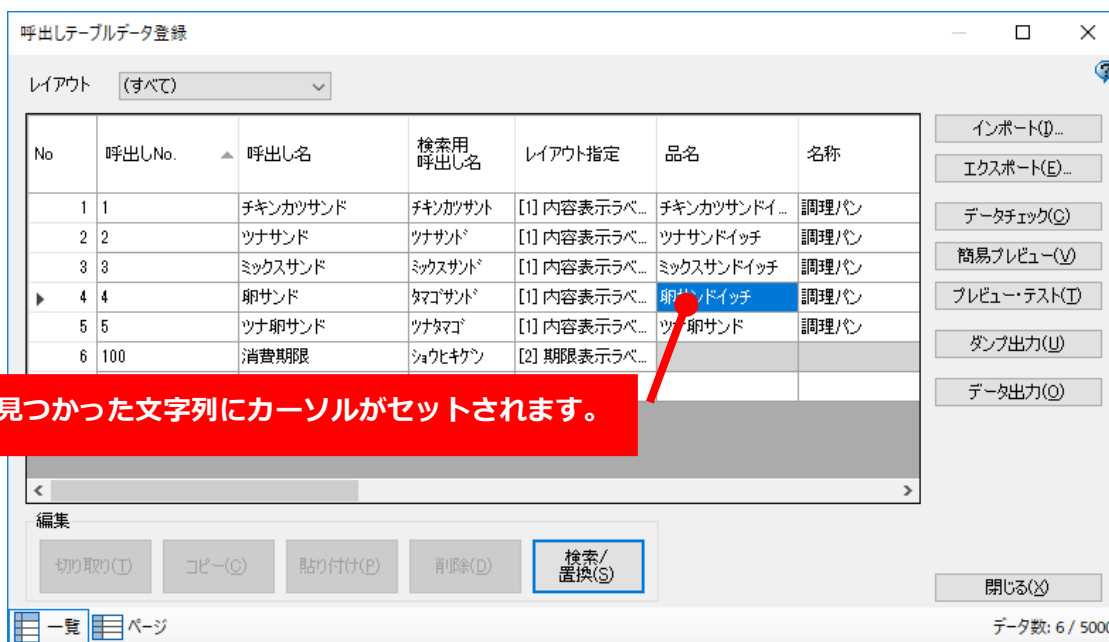 呼出しテーブルデータ登録
レイアウト (すべて)
No 呼出しNo. 呼出し名 検索用呼出し名 レイアウト指定 品名 名称
1 1 チキンカツサンド ﾁｷﾝｶﾂｻﾝﾄ [1] 内容表示ラベ... チキンカツサンドイ... 調理パン
2 2 ツナサンド ﾂﾅｻﾝﾄﾞ [1] 内容表示ラベ... ツナサンドイッチ 調理パン
3 3 ミックスサンド ﾐｯｸｽｻﾝﾄﾞ [1] 内容表示ラベ... ミックスサンドイッチ 調理パン
4 4 卵サンド ﾀﾏｺﾞｻﾝﾄﾞ [1] 内容表示ラベ... 卵サンドイッチ 調理パン
5 5 ツナ卵サンド ﾂﾅﾀﾏｺﾞ [1] 内容表示ラベ... ツナ卵サンド 調理パン
6 100 消費期限 ｼｮｳﾋｷｹﾞﾝ [2] 期限表示ラベ...
見つかった文字列にカーソルがセットされます。
インポート(I)...
エクスポート(E)...
データチェック(C)
簡易プレビュー(V)
プレビュー・テスト(T)
ダンプ出力(U)
データ出力(O)
編集
切り取り(T) コピー(C) 貼り付け(P) 削除(D) 検索/
置換(S)
閉じる(X)
一覧 ページ データ数: 6 / 5000